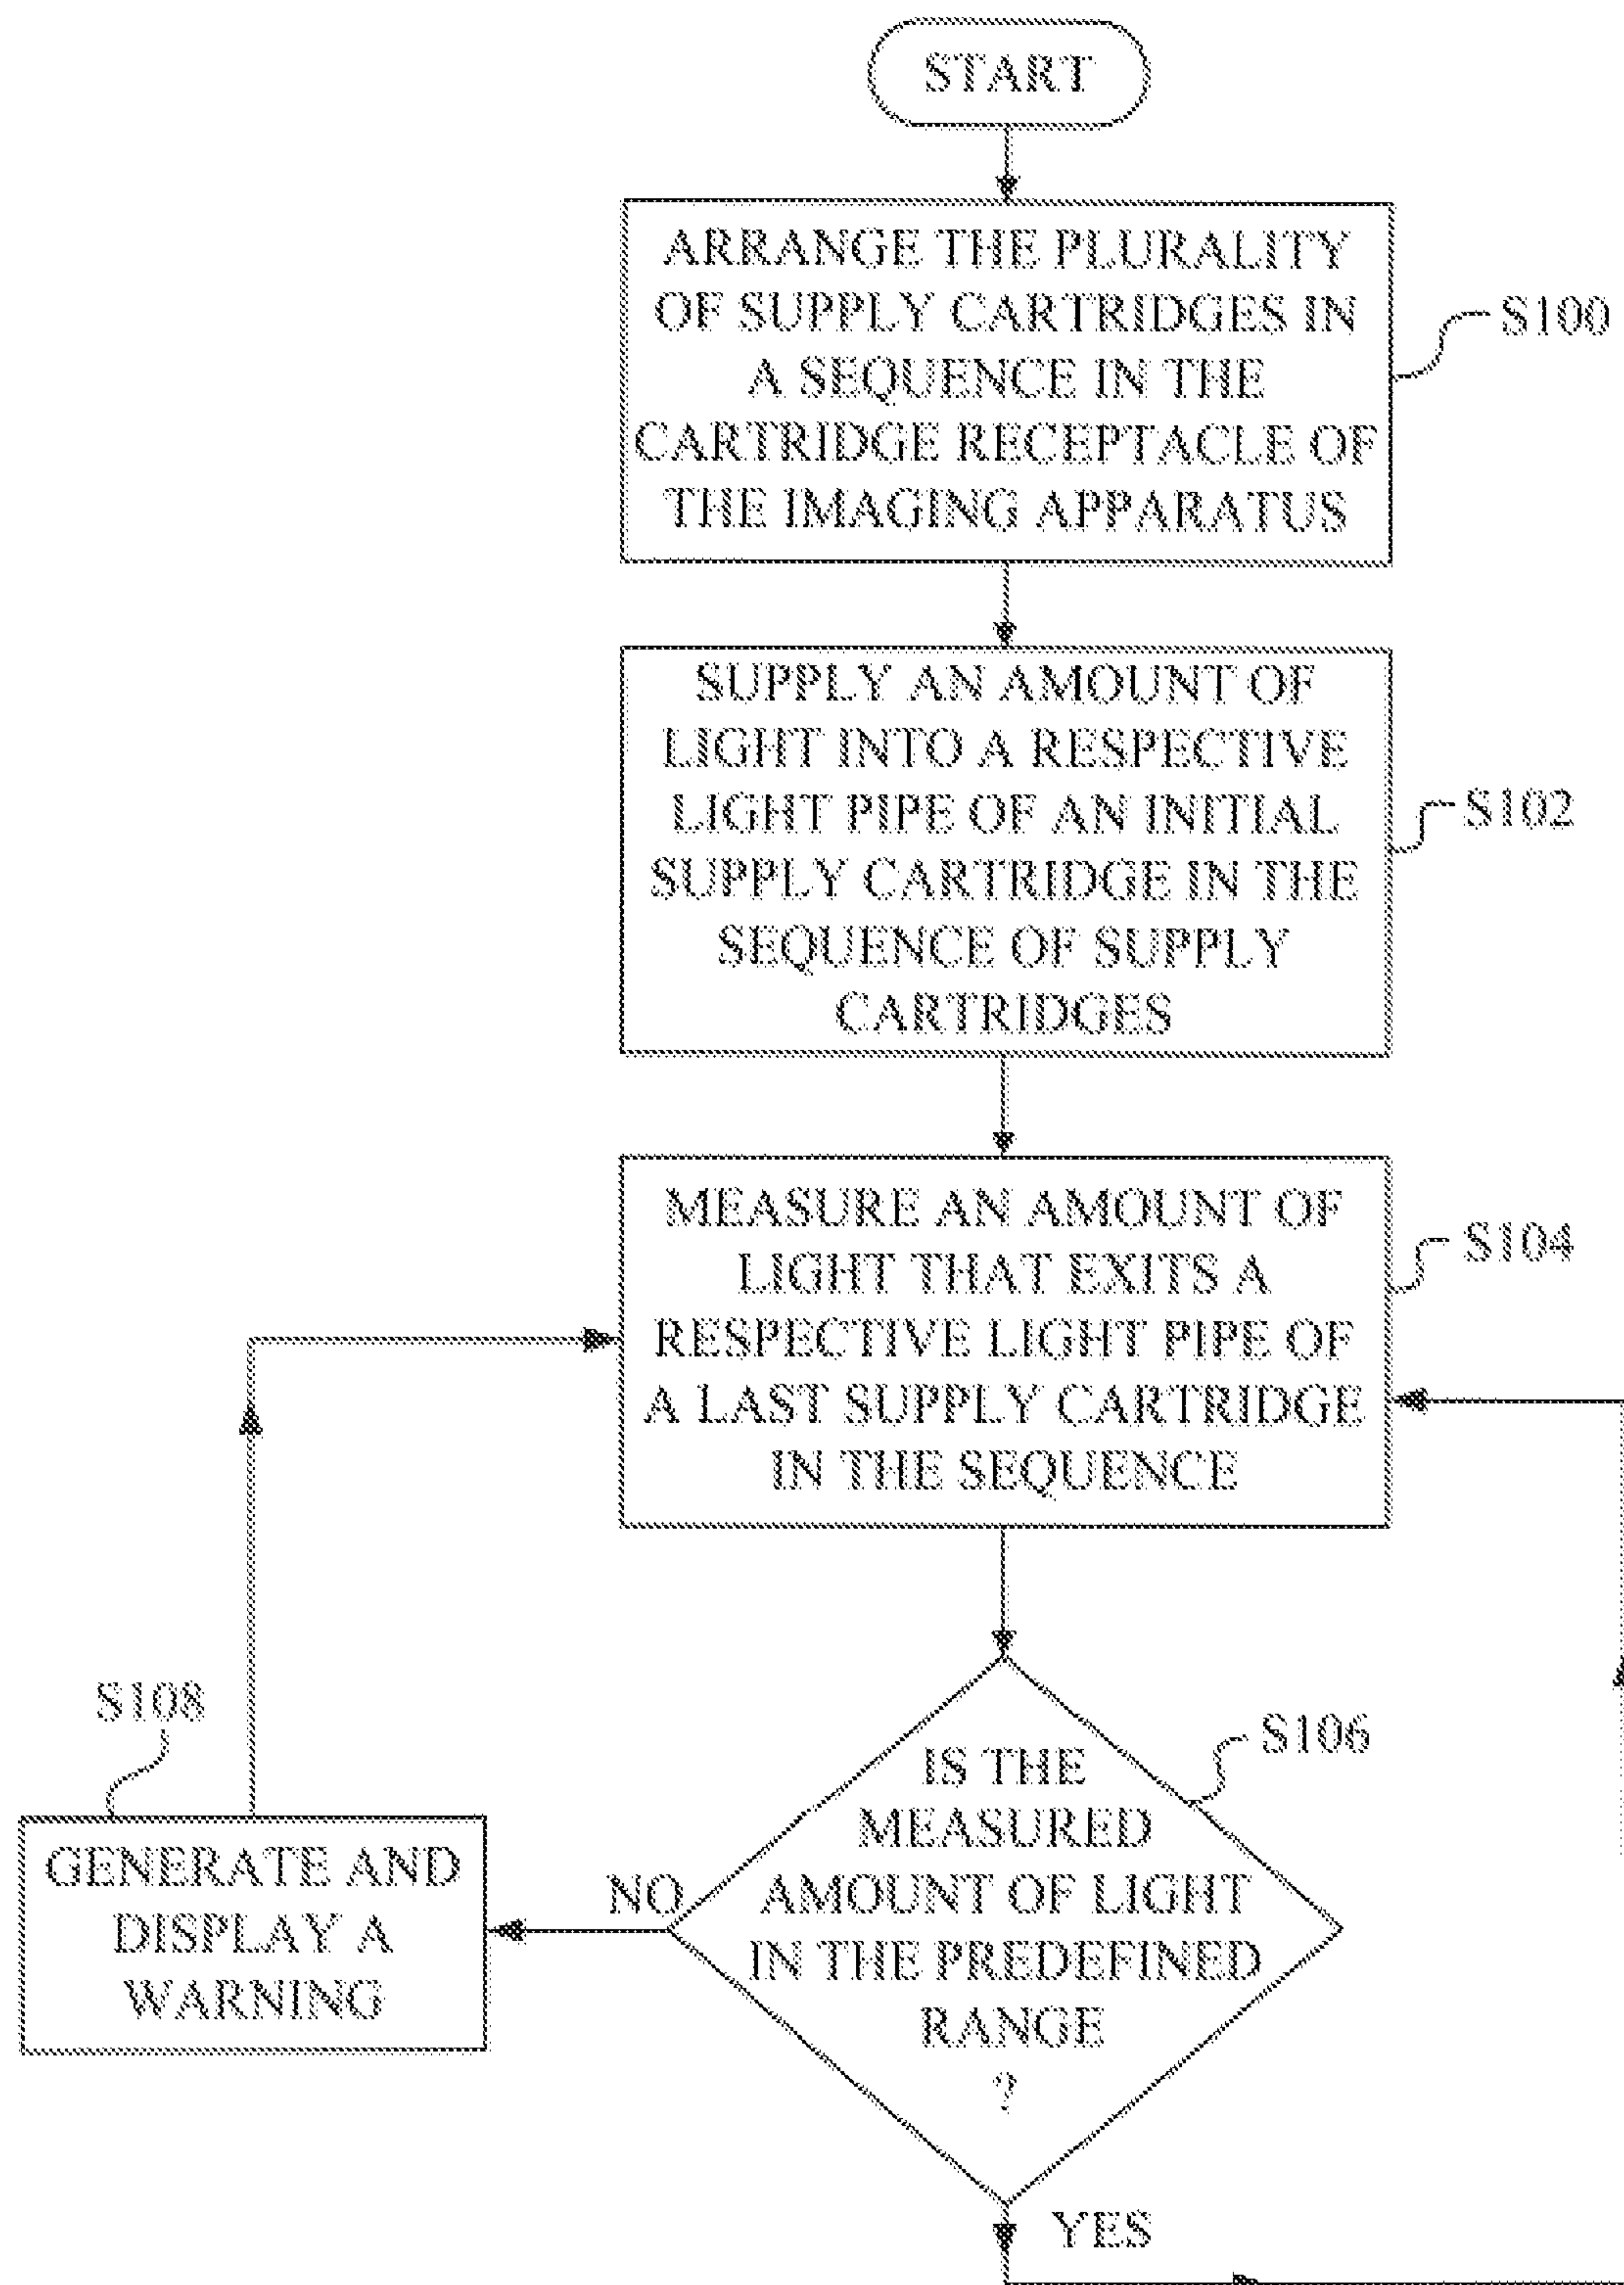 START
ARRANGE THE PLURALITY
OF SUPPLY CARTRIDGES IN
A SEQUENCE IN THE
CARTRIDGE RECEPTACLE OF
THE IMAGING APPARATUS
S100
SUPPLY AN AMOUNT OF
LIGHT INTO A RESPECTIVE
LIGHT PIPE OF AN INITIAL
SUPPLY CARTRIDGE IN THE
SEQUENCE OF SUPPLY
CARTRIDGES
S102
MEASURE AN AMOUNT OF
LIGHT THAT EXITS A
RESPECTIVE LIGHT PIPE OF
A LAST SUPPLY CARTRIDGE
IN THE SEQUENCE
S104
IS THE
MEASURED
AMOUNT OF LIGHT
IN THE PREDEFINED
RANGE
?
S106
NO
S108
GENERATE AND
DISPLAY A
WARNING
YES